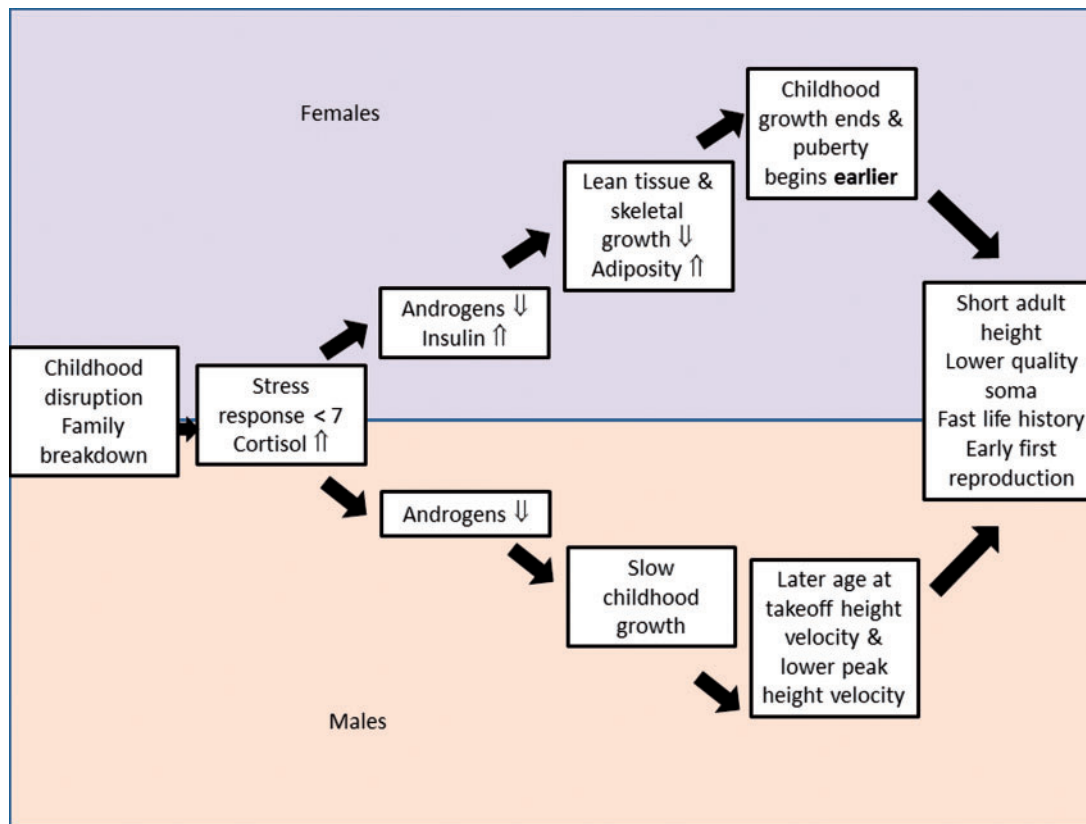 Females
Childhood
growth ends &
puberty
begins earlier
Lean tissue &
skeletal
growth ⇓
Adiposity ⇑
Androgens ⇓
Insulin ⇑
Childhood
disruption
Family
breakdown
Stress
response < 7
Cortisol ⇑
Short adult
height
Lower quality
soma
Fast life history
Early first
reproduction
Androgens ⇓
Slow
childhood
growth
Later age at
takeoff height
velocity &
lower peak
height velocity
Males